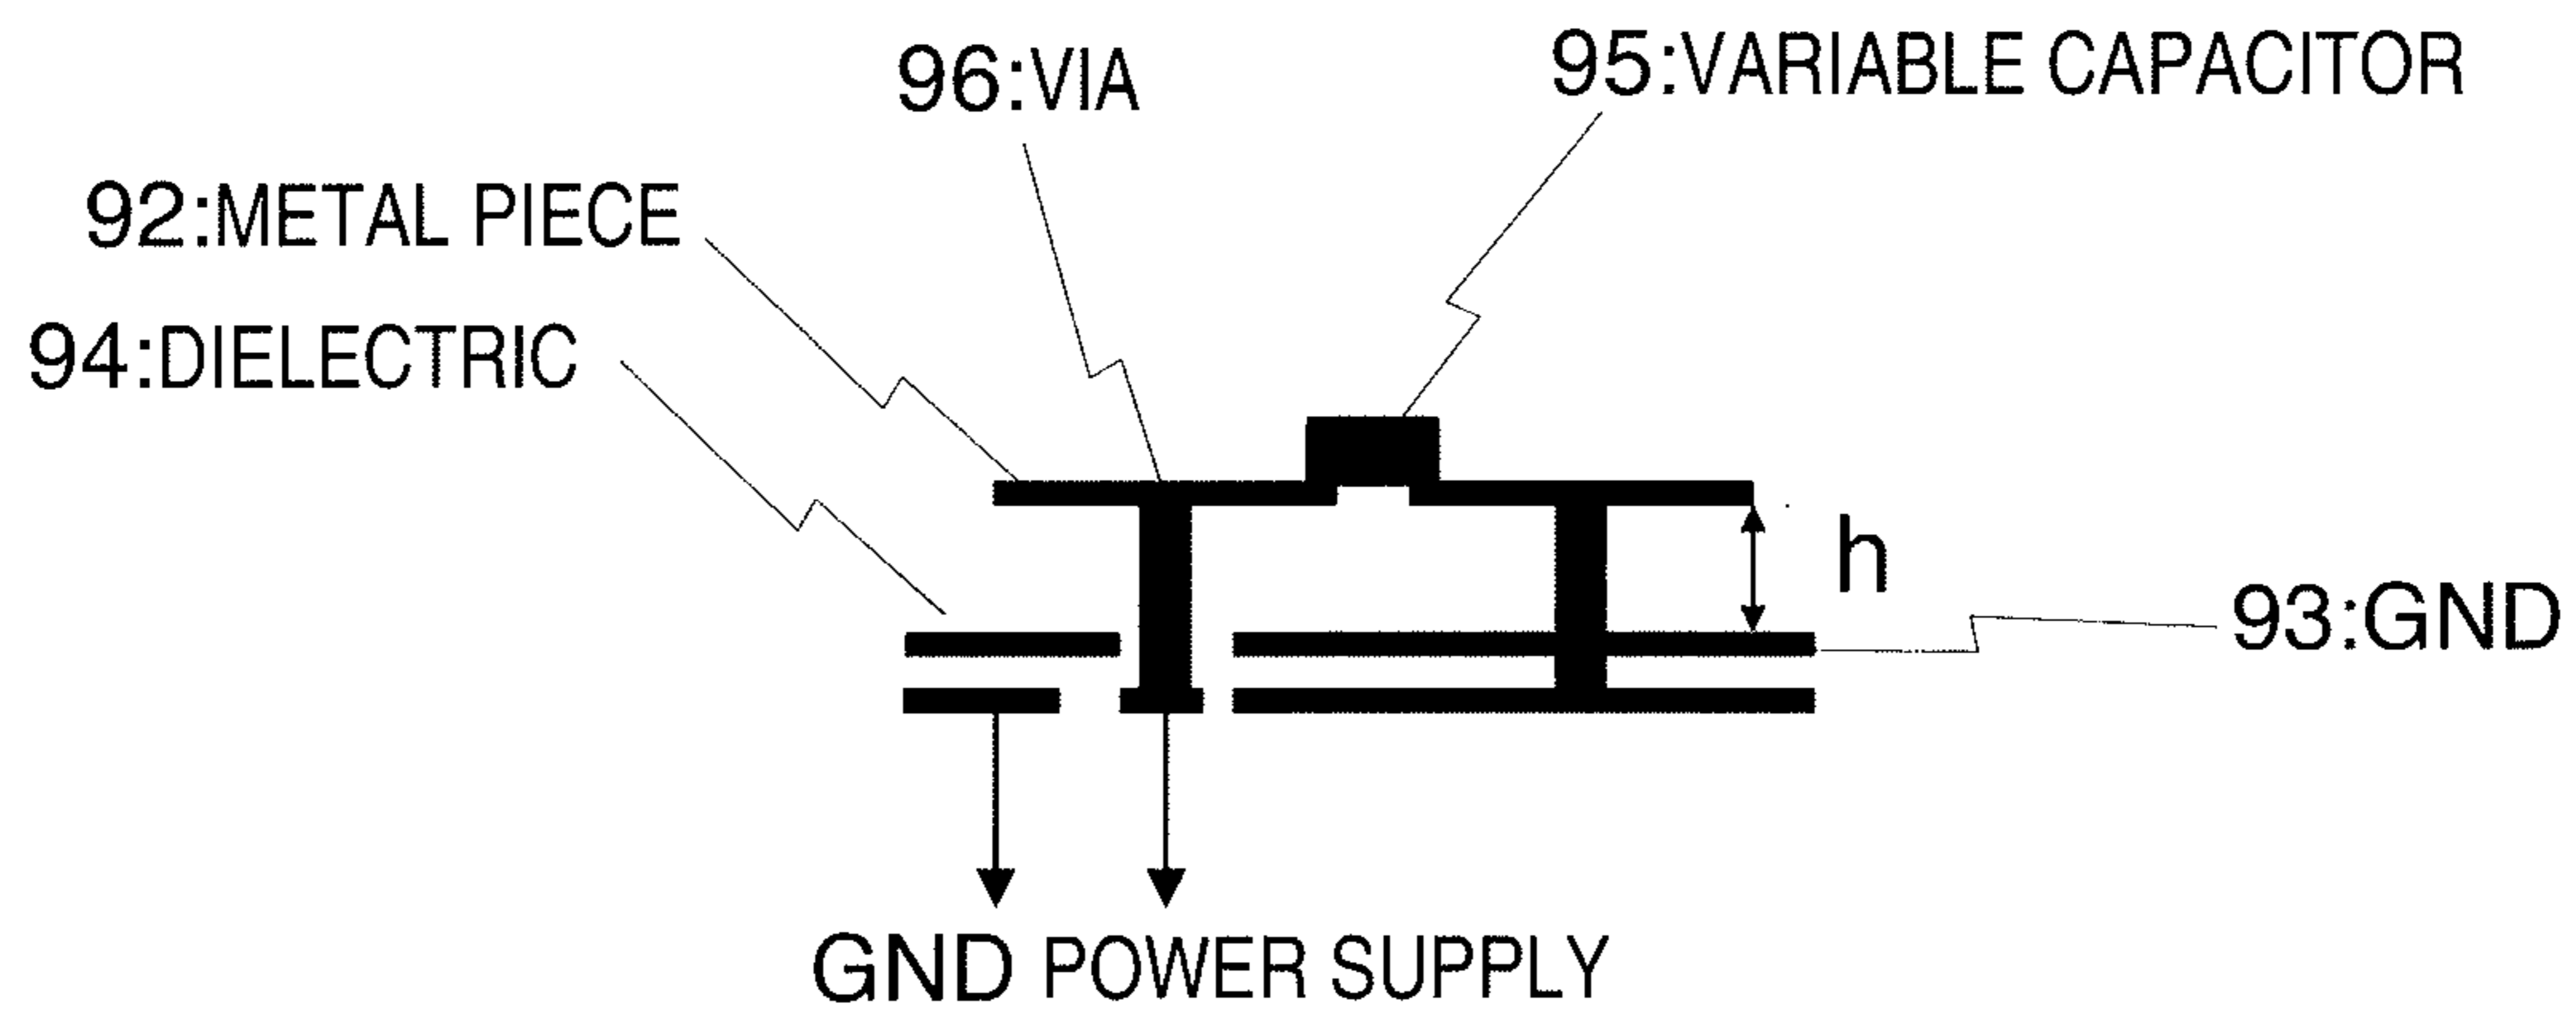 96:VIA
95:VARIABLE CAPACITOR
92:METAL PIECE
94:DIELECTRIC
h
93:GND
GND POWER SUPPLY